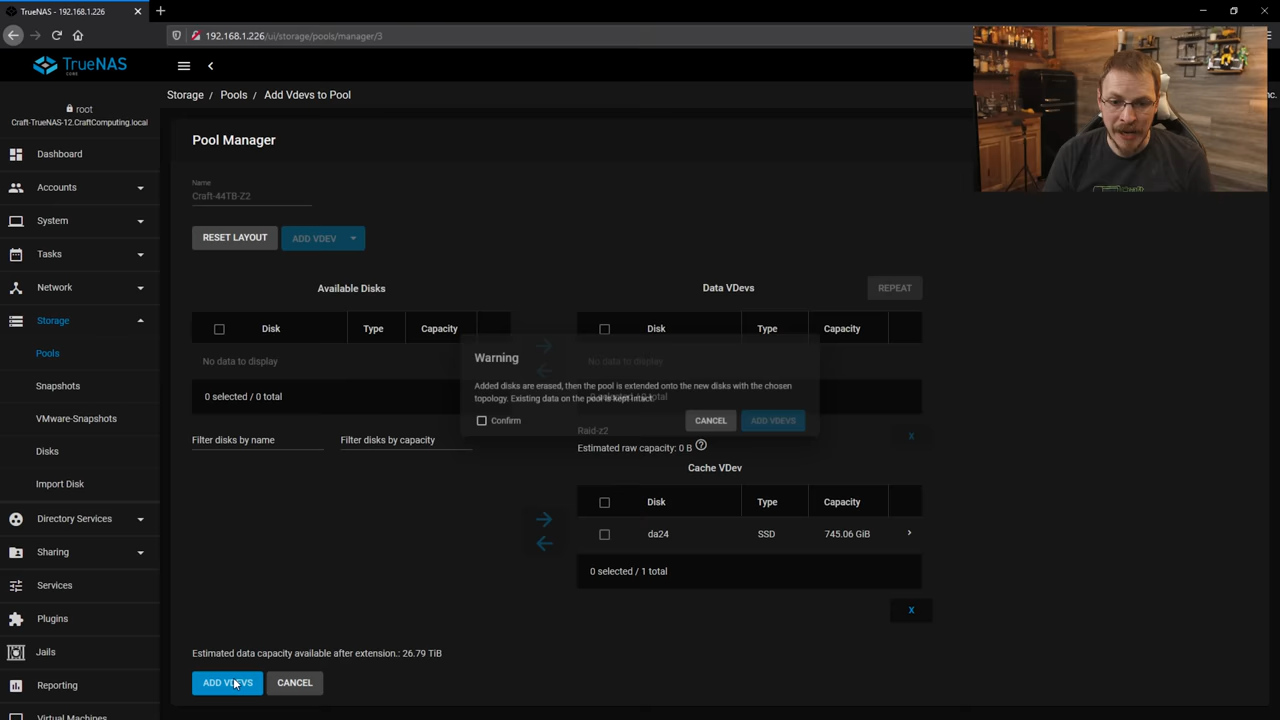 TrueNAS - 192.168.1.226
192.168.1.226/ui/storage/pools/manager/3
TrueNAS
CORE
root
Craft-TrueNAS-12.CraftComputing.local
Dashboard
Accounts
System
Tasks
Network
Storage
Pools
Snapshots
VMware-Snapshots
Disks
Import Disk
Directory Services
Sharing
Services
Plugins
Jails
Reporting
Virtual Machines
Storage / Pools / Add Vdevs to Pool
inc.
Pool Manager
Name
Craft-44TB-Z2
RESET LAYOUT ADD VDEV
Available Disks
Disk Type Capacity
No data to display
0 selected / 0 total
Filter disks by name Filter disks by capacity
Data VDevs REPEAT
Disk Type Capacity
No data to display
Warning
Added disks are erased, then the pool is extended onto the new disks with the chosen
topology. Existing data on the pool is kept intact.
Confirm CANCEL ADD VDEVS
Raid-z2
X
Estimated raw capacity: 0 B ?
Cache VDev
Disk Type Capacity
da24 SSD 745.06 GiB
0 selected / 1 total
X
Estimated data capacity available after extension.: 26.79 TiB
ADD VDEVS CANCEL